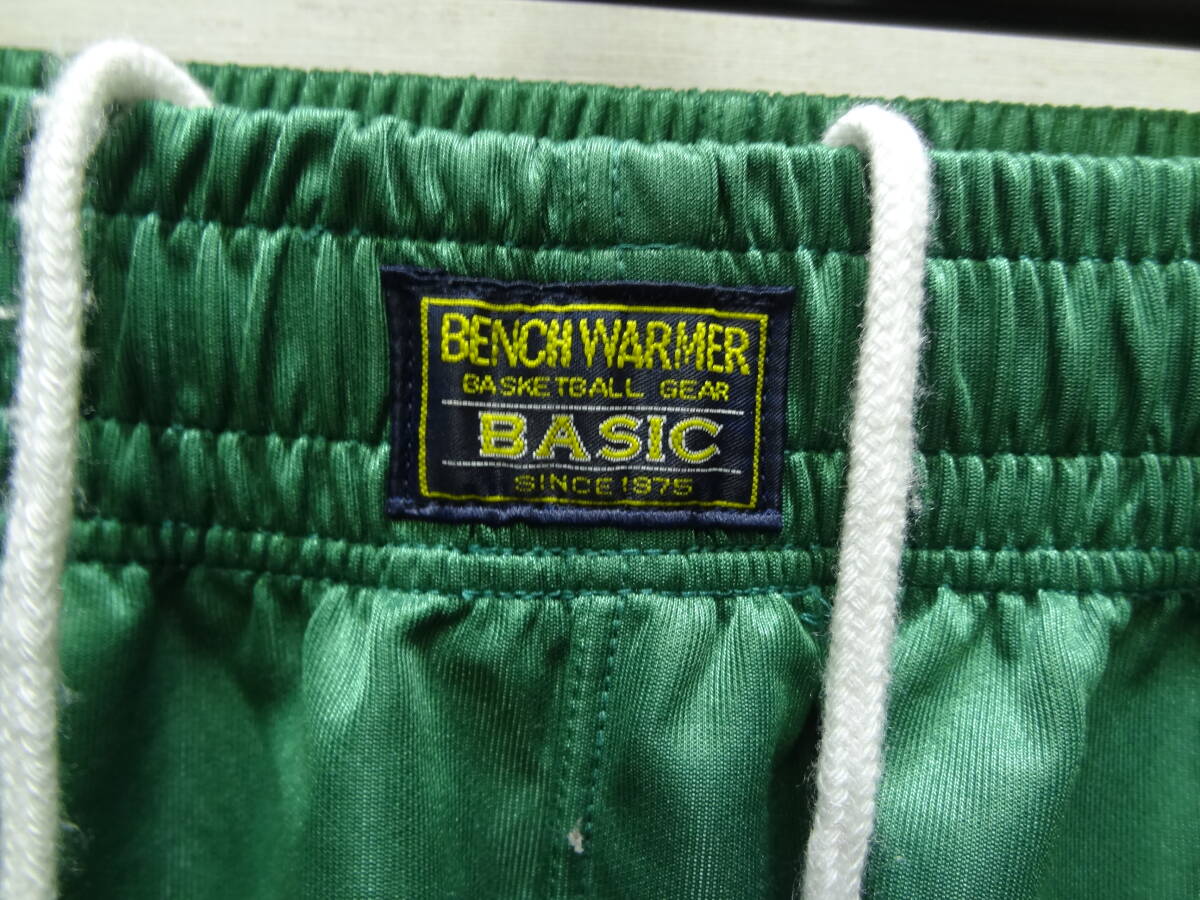 BENCH WARMER
BASKETBALL GEAR
BASIC
SINCE 1975